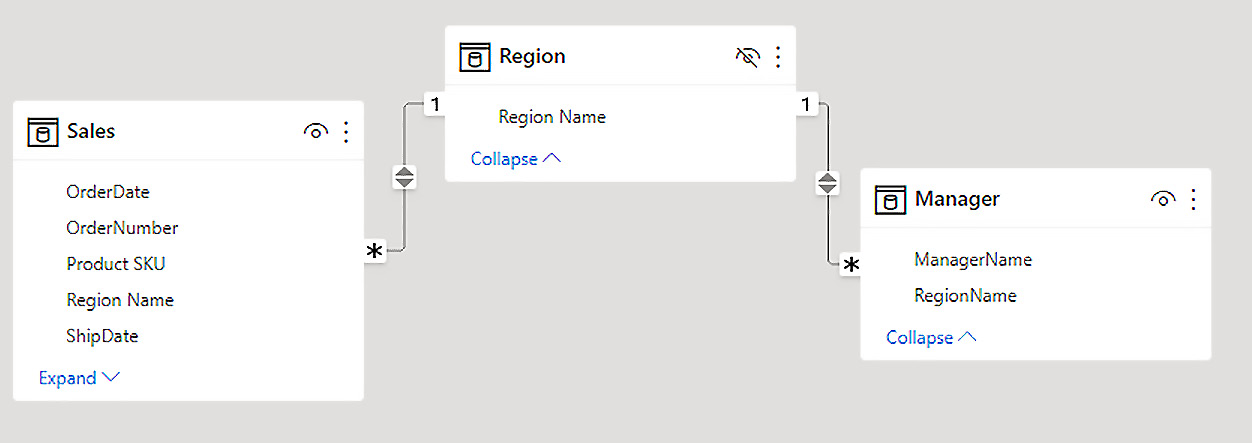 Region
1
Region Name
Collapse
1
Sales
OrderDate
OrderNumber
Product SKU
Region Name
ShipDate
Expand
*
Manager
ManagerName
RegionName
Collapse
*